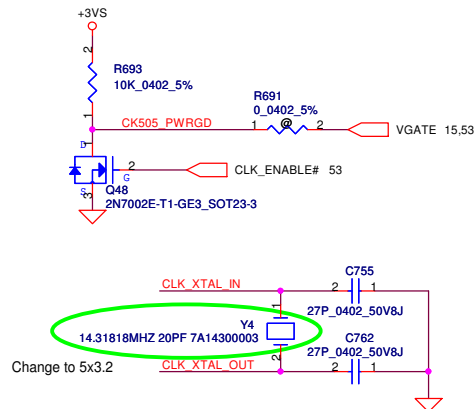 +3VS
2
R693
10K_0402_5%
1
CK505_PWRGD
R691
0_0402_5%
1 @ 2
VGATE 15,53
D
1
2
G
CLK_ENABLE# 53
S
3
Q48
2N7002E-T1-GE3_SOT23-3
CLK_XTAL_IN
C755
2 1
27P_0402_50V8J
1
Y4
14.31818MHZ 20PF 7A14300003
2
C762
27P_0402_50V8J
Change to 5x3.2
CLK_XTAL_OUT
2 1